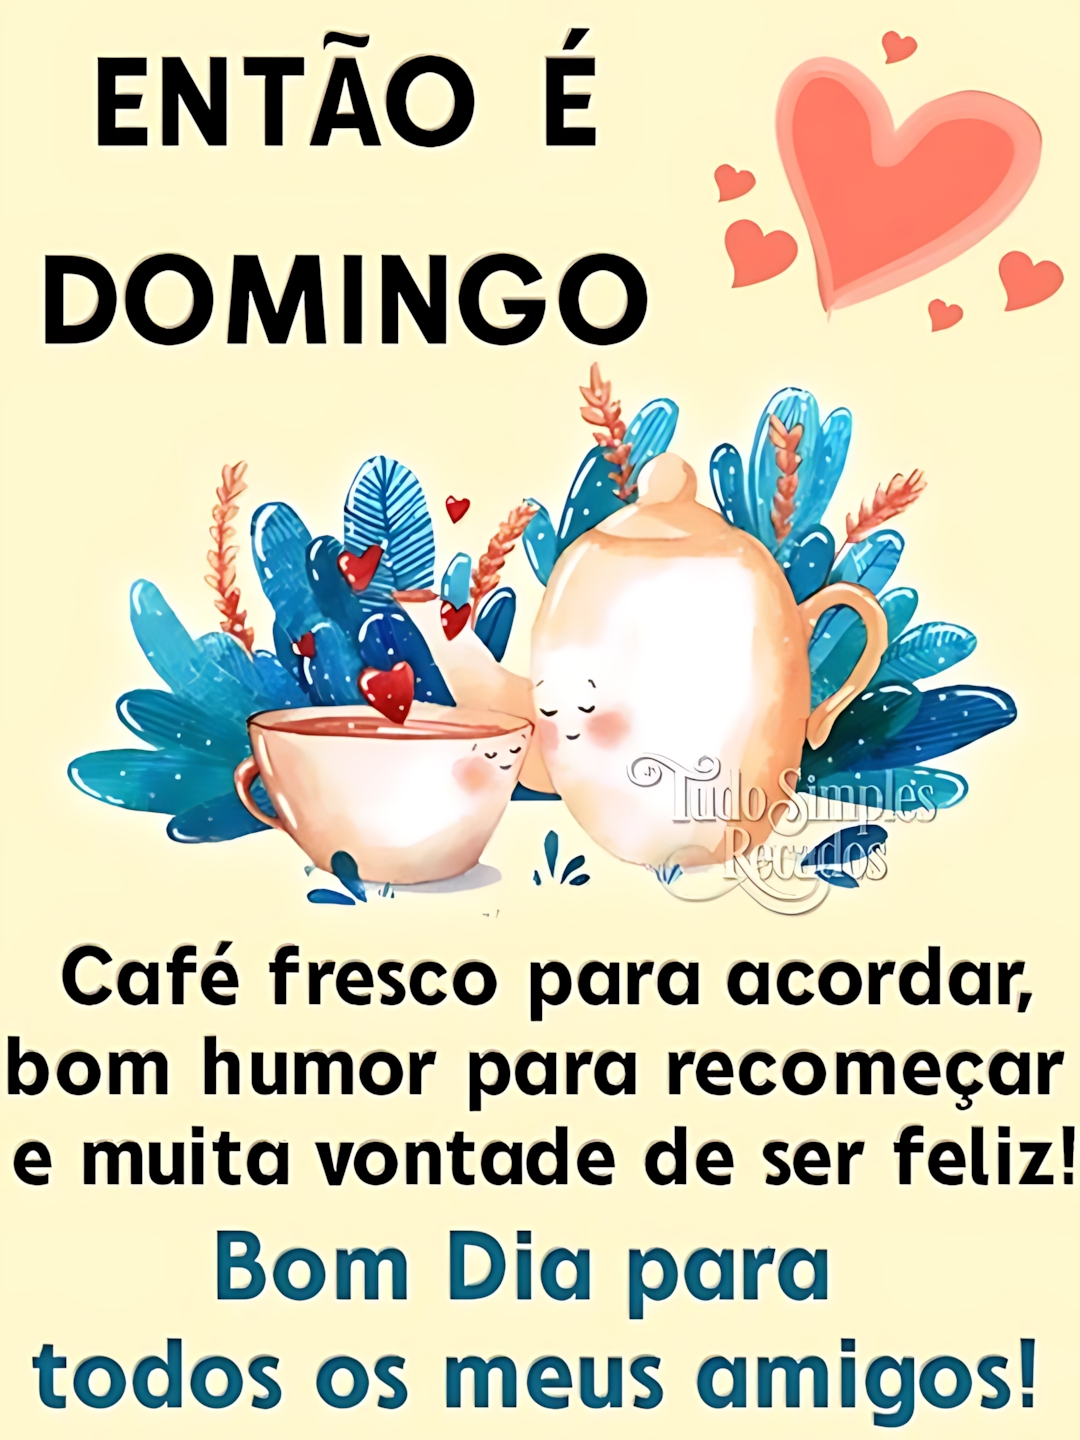 ENTÃO É
DOMINGO
Tudo Simples
Recados
Café fresco para acordar,
bom humor para recomeçar
e muita vontade de ser feliz!
Bom Dia para
todos os meus amigos!